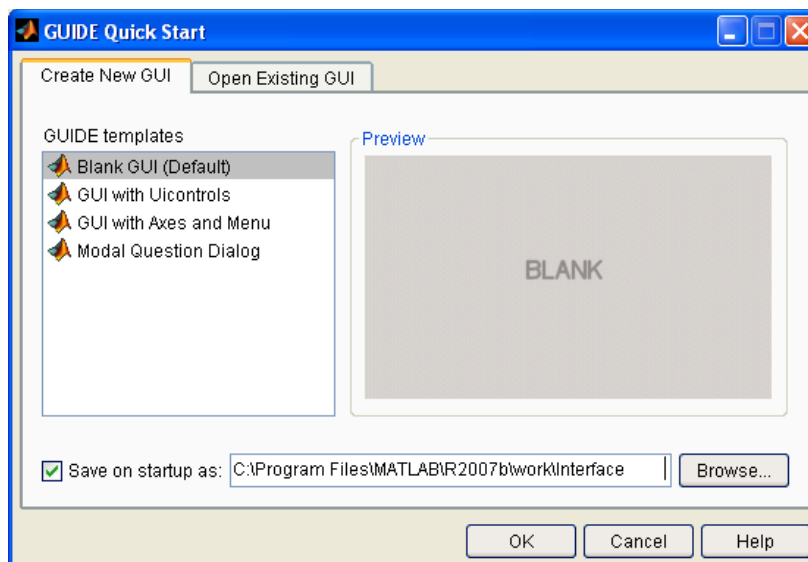 GUIDE Quick Start
Create New GUI
Open Existing GUI
GUIDE templates
Blank GUI (Default)
GUI with Uicontrols
GUI with Axes and Menu
Modal Question Dialog
Preview
BLANK
Save on startup as: C:\Program Files\MATLAB\R2007b\work\Interface Browse...
OK Cancel Help